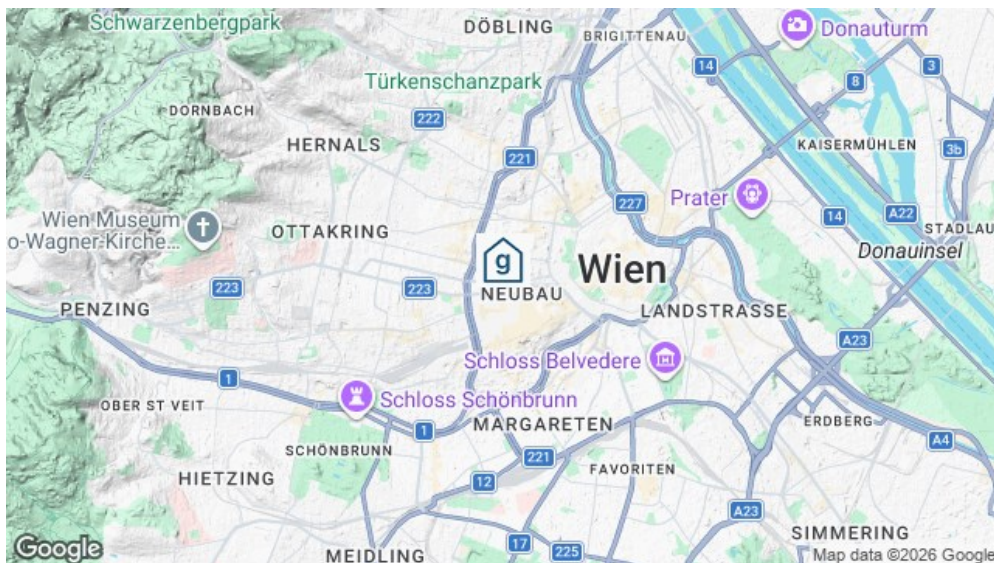 Schwarzenbergpark
DÖBLING
BRIGITTENAU
Donauturm
14
3
8
Türkenschanzpark
DORNBACH
222
HERNALS
221
KAISERMÜHLEN
3b
Prater
227
14
A22
Wien Museum
o-Wagner-Kirche...
OTTAKRING
STADLAU
Donauinsel
g
Wien
223
223
NEUBAU
PENZING
LANDSTRASSE
A23
Schloss Belvedere
1
Schloss Schönbrunn
OBER ST VEIT
1
MARGARETEN
ERDBERG
A4
SCHÖNBRUNN
221
FAVORITEN
HIETZING
12
A23
SIMMERING
17
225
Google
MEIDLING
Map data ©2026 Google